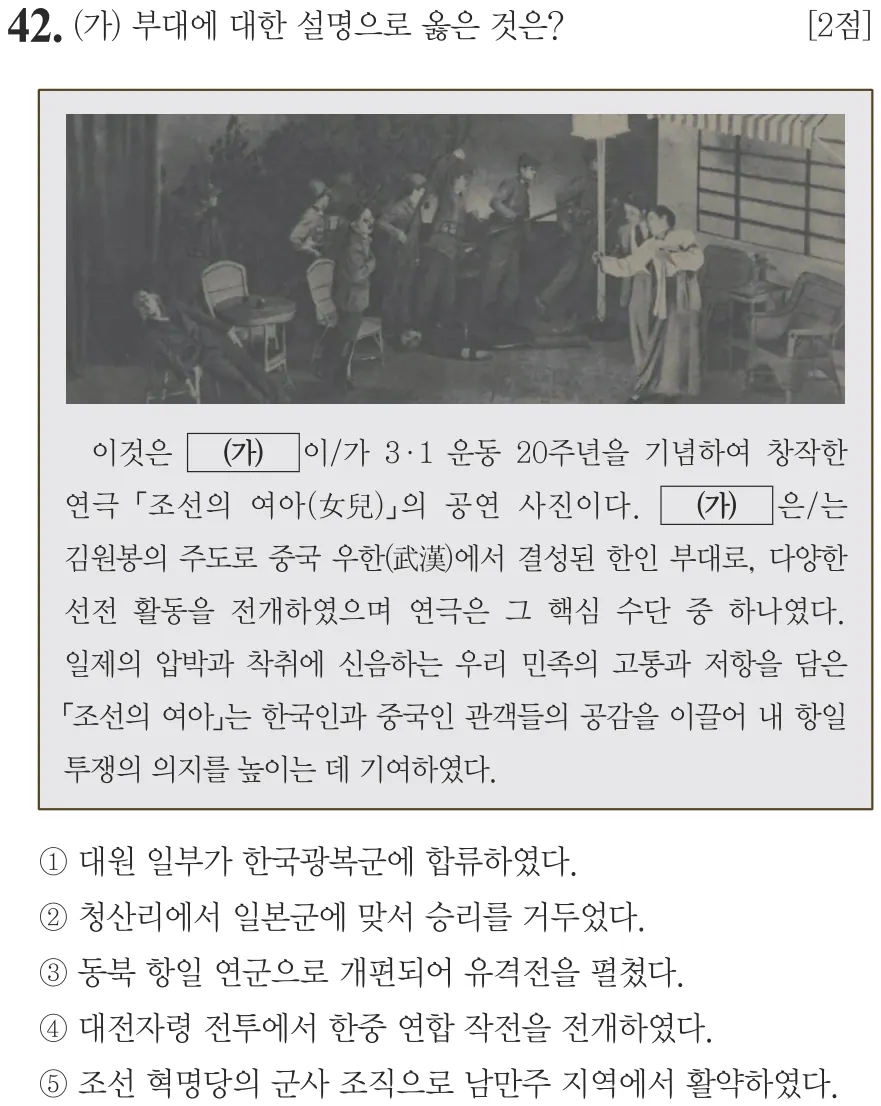 42. (가) 부대에 대한 설명으로 옳은 것은? [2점]
이것은 (가) 이/가 3·1 운동 20주년을 기념하여 창작한
연극 「조선의 여아(女兒)」의 공연 사진이다. (가) 은/는
김원봉의 주도로 중국 우한(武漢)에서 결성된 한인 부대로, 다양한
선전 활동을 전개하였으며 연극은 그 핵심 수단 중 하나였다.
일제의 압박과 착취에 신음하는 우리 민족의 고통과 저항을 담은
「조선의 여아」는 한국인과 중국인 관객들의 공감을 이끌어 내 항일
투쟁의 의지를 높이는 데 기여하였다.
① 대원 일부가 한국광복군에 합류하였다.
② 청산리에서 일본군에 맞서 승리를 거두었다.
③ 동북 항일 연군으로 개편되어 유격전을 펼쳤다.
④ 대전자령 전투에서 한중 연합 작전을 전개하였다.
⑤ 조선 혁명당의 군사 조직으로 남만주 지역에서 활약하였다.